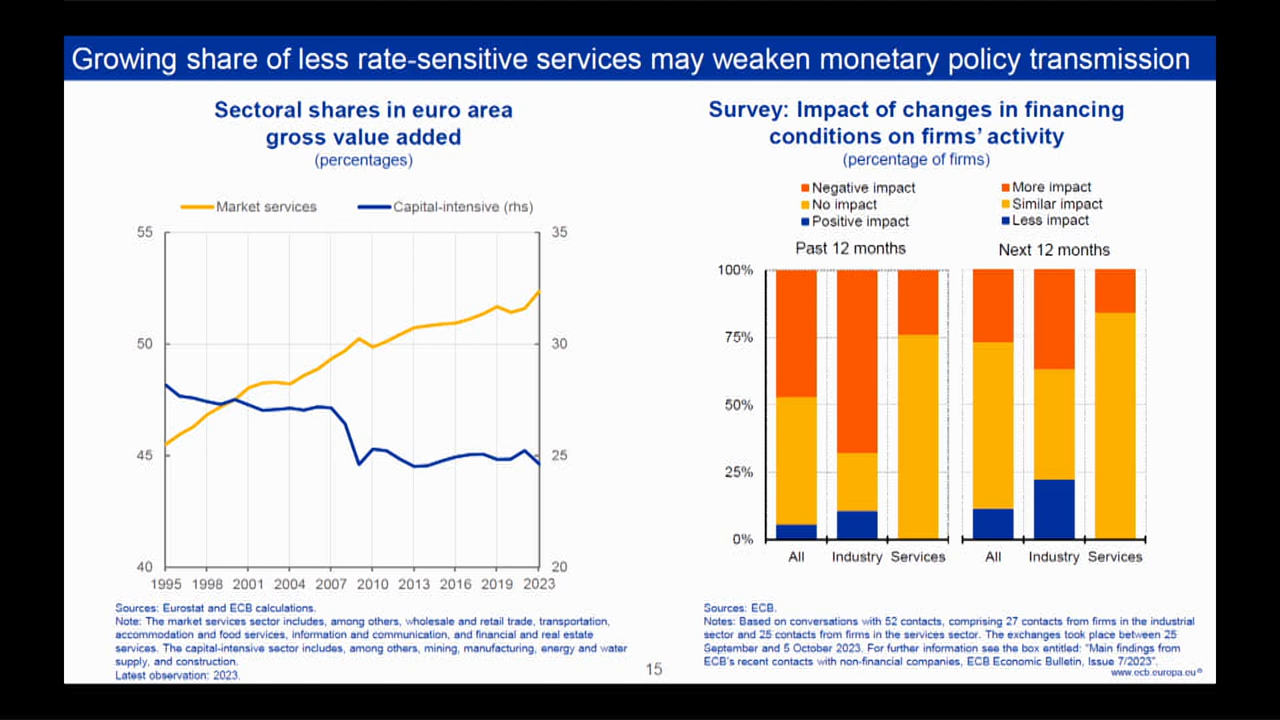 Growing share of less rate-sensitive services may weaken monetary policy transmission
Sectoral shares in euro area
gross value added
(percentages)
Market services
Capital-intensive (rhs)
55
50
45
40
35
30
25
20
1995 1998 2001 2004 2007 2010 2013 2016 2019 2023
Sources: Eurostat and ECB calculations.
Note: The market services sector includes, among others, wholesale and retail trade, transportation,
accommodation and food services, information and communication, and financial and real estate
services. The capital-intensive sector includes, among others, mining, manufacturing, energy and water
supply, and construction.
Latest observation: 2023.
Survey: Impact of changes in financing
conditions on firms' activity
(percentage of firms)
Negative impact
No impact
Positive impact
More impact
Similar impact
Less impact
Past 12 months
Next 12 months
100%
75%
50%
25%
0%
All Industry Services
All Industry Services
Sources: ECB.
Notes: Based on conversations with 52 contacts, comprising 27 contacts from firms in the industrial
sector and 25 contacts from firms in the services sector. The exchanges took place between 25
September and 5 October 2023. For further information see the box entitled: "Main findings from
ECB's recent contacts with non-financial companies, ECB Economic Bulletin, Issue 7/2023".
15
www.ecb.europa.eu ©